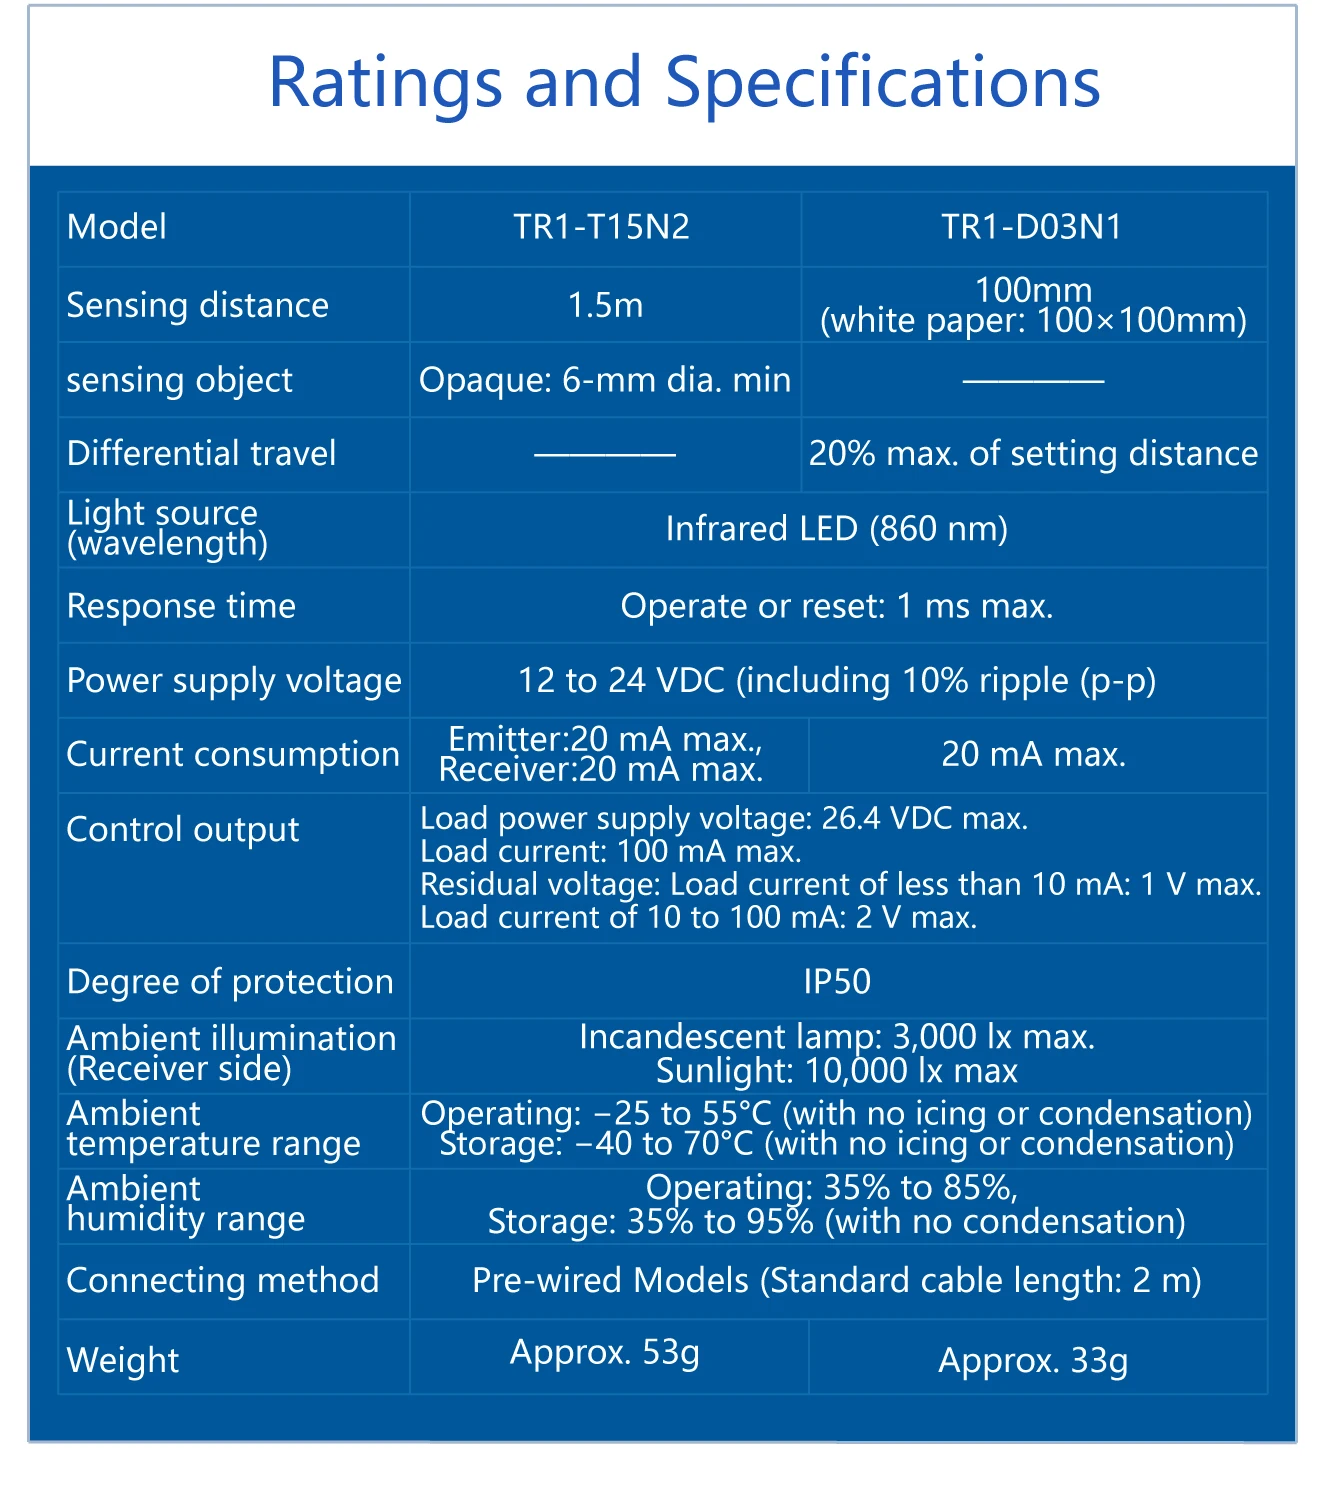 Ratings and Specifications
Model
TR1-T15N2
TR1-D03N1
Sensing distance
1.5m
100mm
(white paper: 100×100mm)
sensing object
Opaque: 6-mm dia. min
————
Differential travel
————
20% max. of setting distance
Light source
(wavelength)
Infrared LED (860 nm)
Response time
Operate or reset: 1 ms max.
Power supply voltage
12 to 24 VDC (including 10% ripple (p-p)
Current consumption
Emitter:20 mA max.,
Receiver:20 mA max.
20 mA max.
Control output
Load power supply voltage: 26.4 VDC max.
Load current: 100 mA max.
Residual voltage: Load current of less than 10 mA: 1 V max.
Load current of 10 to 100 mA: 2 V max.
Degree of protection
IP50
Ambient illumination
(Receiver side)
Incandescent lamp: 3,000 lx max.
Sunlight: 10,000 lx max
Ambient
temperature range
Operating: −25 to 55°C (with no icing or condensation)
Storage: −40 to 70°C (with no icing or condensation)
Ambient
humidity range
Operating: 35% to 85%,
Storage: 35% to 95% (with no condensation)
Connecting method
Pre-wired Models (Standard cable length: 2 m)
Weight
Approx. 53g
Approx. 33g